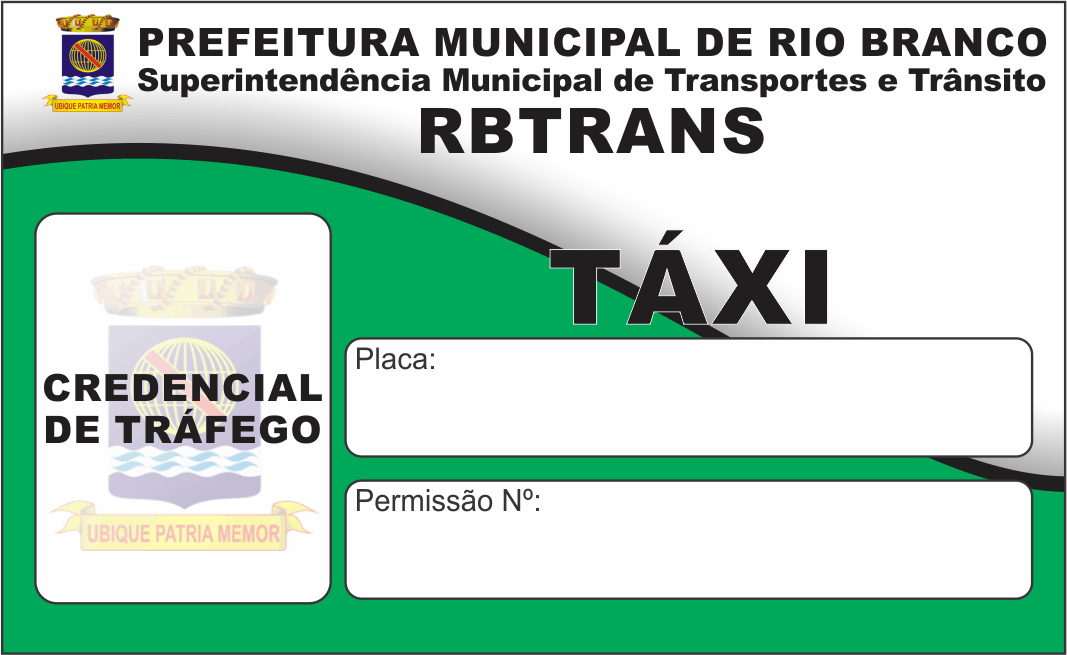 PREFEITURA MUNICIPAL DE RIO BRANCO
Superintendência Municipal de Transportes e Trânsito
RBTRANS
UBIQUE PATRIA MEMOR
TÁXI
CREDENCIAL
DE TRÁFEGO
UBIQUE PATRIA MEMOR
Placa:
Permissão Nº: